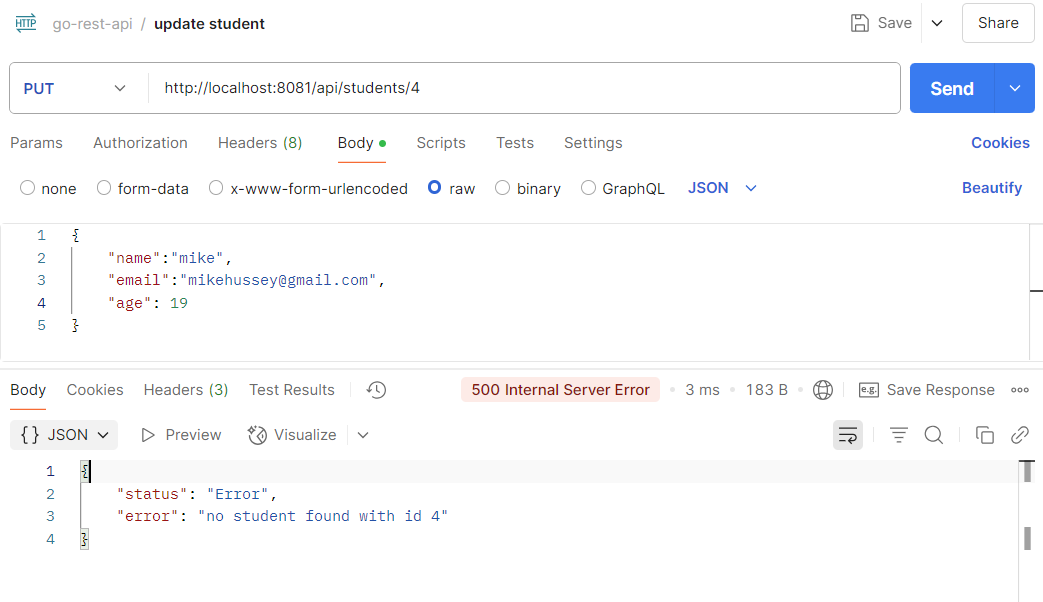 HTTP go-rest-api / update student Save Share
PUT http://localhost:8081/api/students/4 Send
Params Authorization Headers (8) Body Scripts Tests Settings Cookies
none form-data x-www-form-urlencoded raw binary GraphQL JSON Beautify
1 {
2 "name":"mike",
3 "email":"mikehussey@gmail.com",
4 "age": 19
5 }
Body Cookies Headers (3) Test Results 500 Internal Server Error • 3 ms • 183 B • e.g. Save Response
{} JSON Preview Visualize
1 {
2 "status": "Error",
3 "error": "no student found with id 4"
4 }